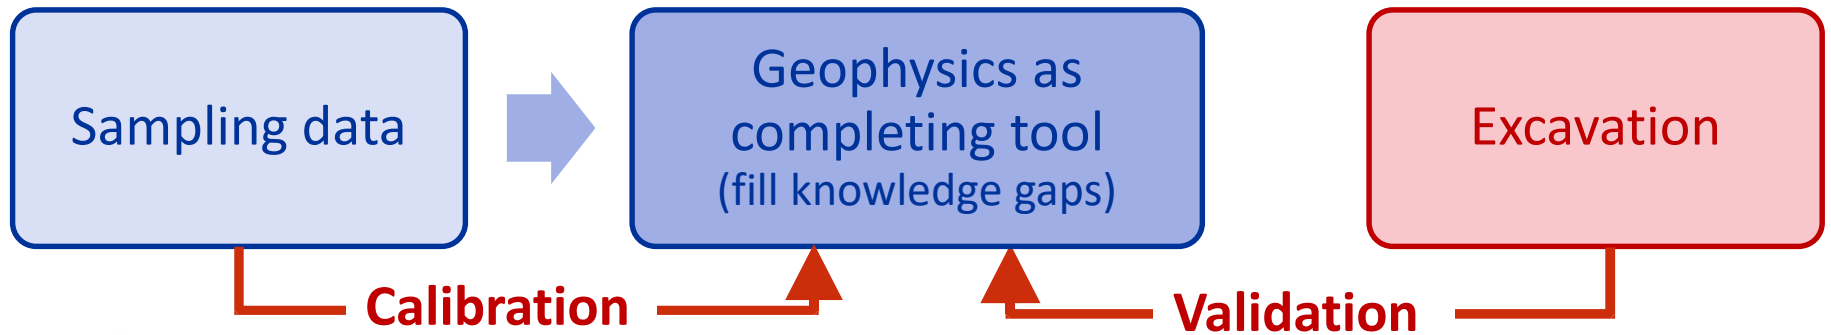 Sampling data
Geophysics as
completing tool
(fill knowledge gaps)
Excavation
Calibration
Validation